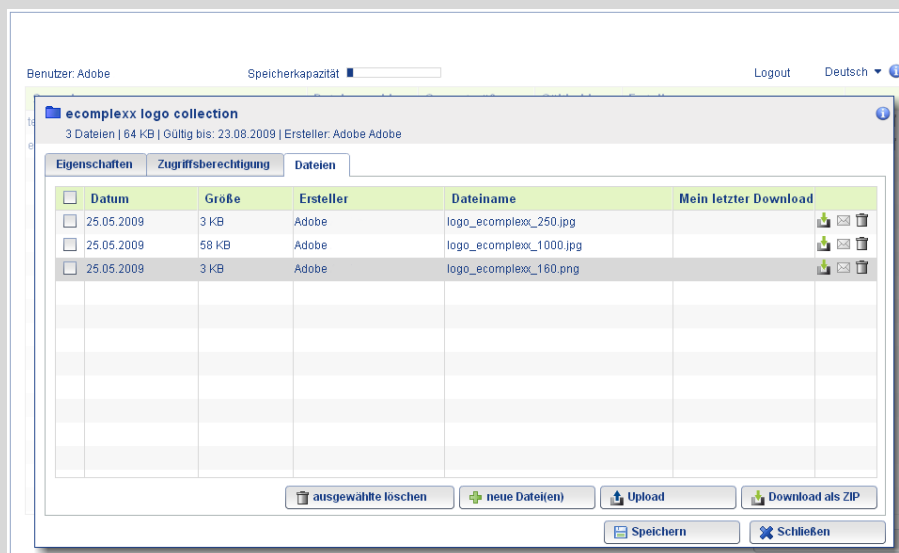 Benutzer: Adobe Speicherkapazität Logout Deutsch
ecomplexx logo collection
3 Dateien | 64 KB | Gültig bis: 23.08.2009 | Ersteller: Adobe Adobe
Eigenschaften Zugriffsberechtigung Dateien
Datum Größe Ersteller Dateiname Mein letzter Download
25.05.2009 3 KB Adobe logo_ecomplexx_250.jpg
25.05.2009 58 KB Adobe logo_ecomplexx_1000.jpg
25.05.2009 3 KB Adobe logo_ecomplexx_160.png
ausgewählte löschen neue Datei(en) Upload Download als ZIP
Speichern Schließen